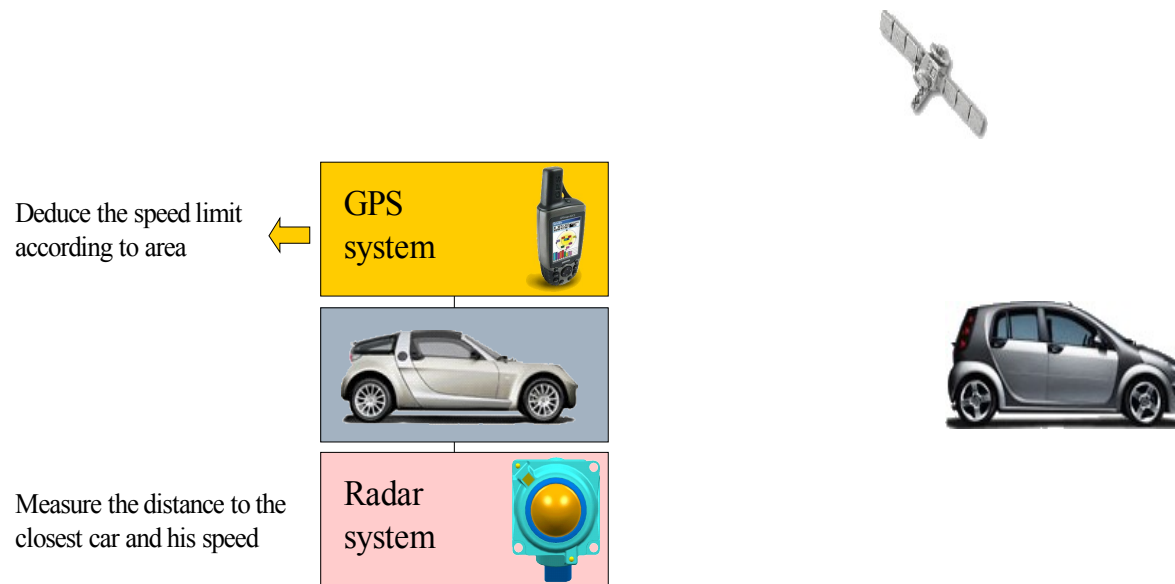 Deduce the speed limit
according to area
GPS
system
Measure the distance to the
closest car and his speed
Radar
system